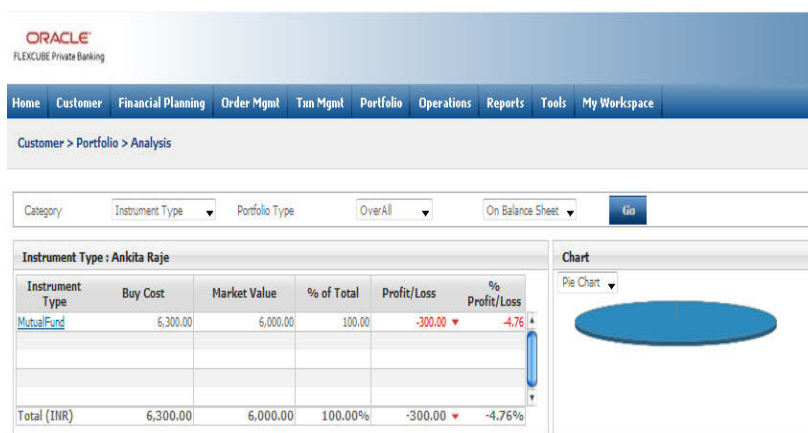 ORACLE
FLEXCUBE Private Banking
Home Customer Financial Planning Order Mgmt Txn Mgmt Portfolio Operations Reports Tools My Workspace
Customer > Portfolio > Analysis
Category Instrument Type Portfolio Type OverAll On Balance Sheet Go
Instrument Type : Ankita Raje
Instrument Type Buy Cost Market Value % of Total Profit/Loss % Profit/Loss
MutualFund 6,300.00 6,000.00 100.00 -300.00 -4.76
Total (INR) 6,300.00 6,000.00 100.00% -300.00 -4.76%
Chart
Pie Chart